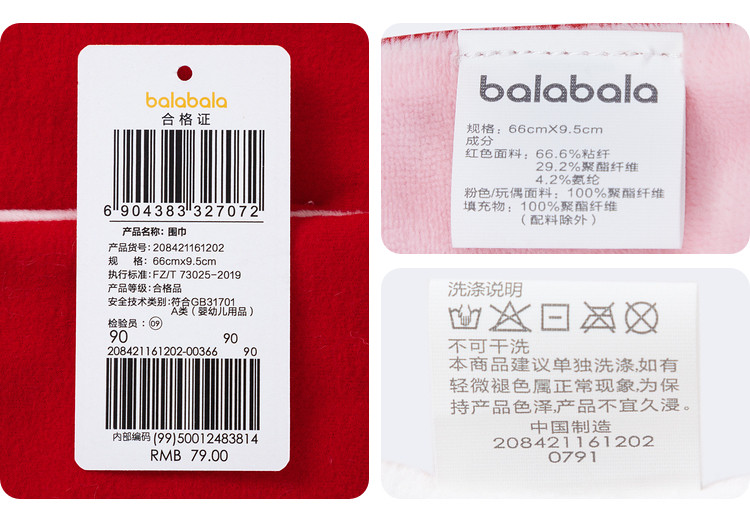 balabala
合格证
6 904383 327072
产品名称:围巾
产品货号:208421161202
规 格:66cmx9.5cm
执行标准:FZ/T 73025-2019
产品等级:合格品
安全技术类别:符合GB31701
A类(婴幼儿用品)
检验员:09
90 90
208421161202-00366 90
内部编码 (99)50012483814
RMB 79.00
balabala
规格:66cmX9.5cm
成分
红色面料:66.6%粘纤
29.2%聚酯纤维
4.2%氨纶
粉色/玩偶面料:100%聚酯纤维
填充物:100%聚酯纤维
(配料除外)
洗涤说明
不可干洗
本商品建议单独洗涤,如有
轻微褪色属正常现象,为保
持产品色泽,产品不宜久浸。
中国制造
208421161202
0791